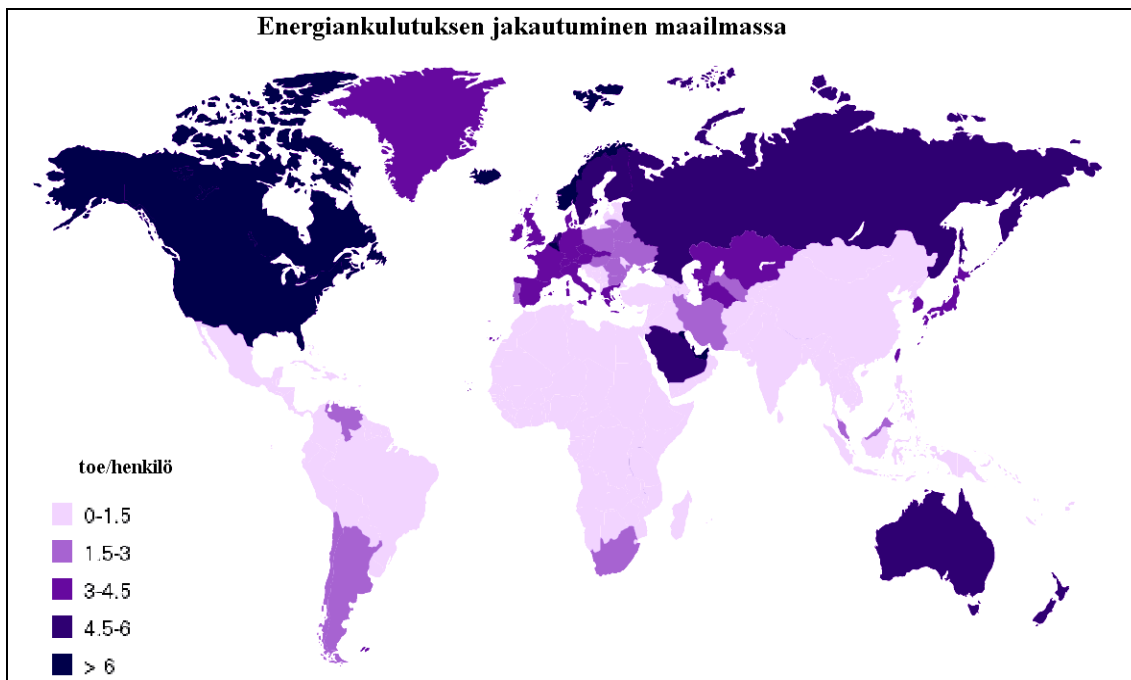 Energiankulutuksen jakautuminen maailmassa
toe/henkilö
0-1.5
1.5-3
3-4.5
4.5-6
> 6